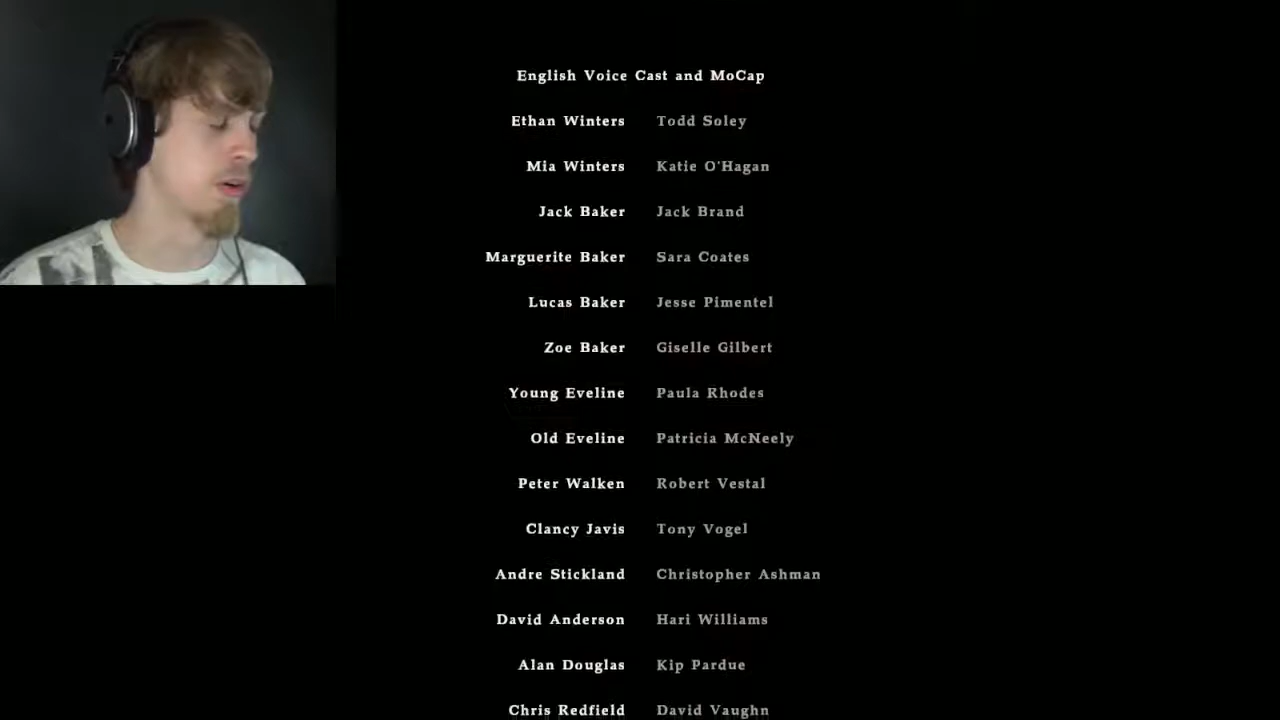 English Voice Cast and MoCap
Ethan Winters Todd Soley
Mia Winters Katie O'Hagan
Jack Baker Jack Brand
Marguerite Baker Sara Coates
Lucas Baker Jesse Pimentel
Zoe Baker Giselle Gilbert
Young Eveline Paula Rhodes
Old Eveline Patricia McNeely
Peter Walken Robert Vestal
Clancy Javis Tony Vogel
Andre Stickland Christopher Ashman
David Anderson Hari Williams
Alan Douglas Kip Pardue
Chris Redfield David Vaughn